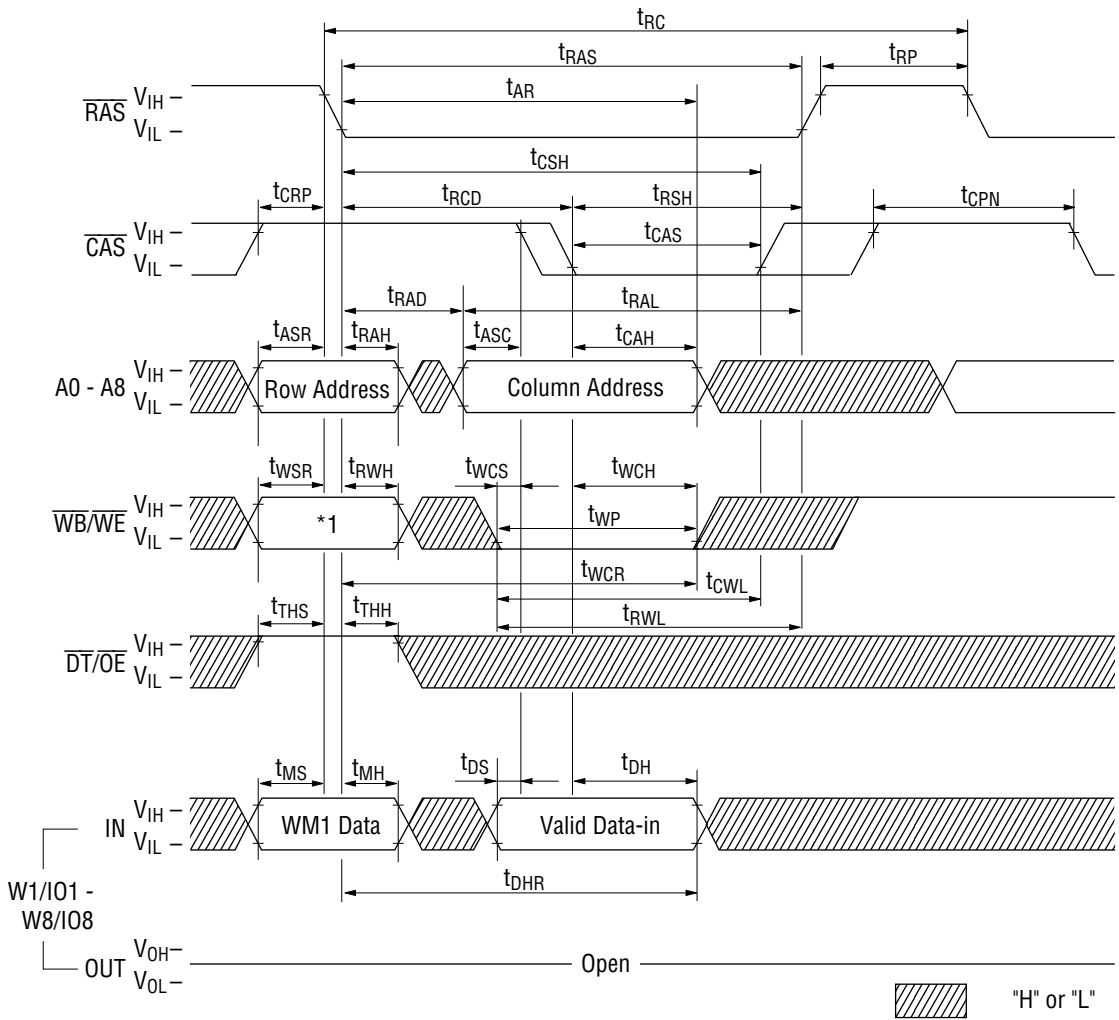 tRC
tRAS
tRP
tAR
RAS VIH –
VIL –
tCSH
tCRP tRCD tRSH tCPN
CAS VIH –
VIL –
tCAS
tRAD tRAL
tASR tRAH tASC tCAH
A0 - A8 VIH –
VIL –
Row Address Column Address
tWSR tRWH tWCS tWCH
WB/WE VIH –
VIL –
*1 tWP
tWCR
tCWL
tTHS tTHH tRWL
DT/OE VIH –
VIL –
tMS tMH tDS tDH
IN VIH –
VIL –
WM1 Data Valid Data-in
tDHR
W1/IO1 -
W8/IO8
OUT VOH–
VOL–
Open
"H" or "L"